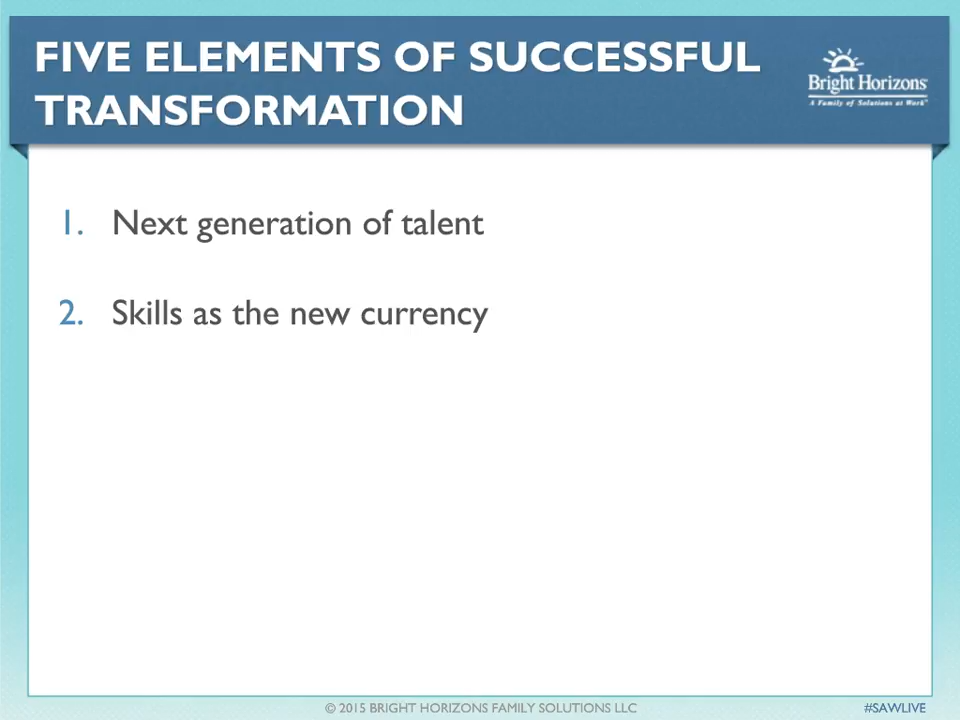 FIVE ELEMENTS OF SUCCESSFUL
TRANSFORMATION
Bright Horizons
A Family of Solutions at Work
1. Next generation of talent
2. Skills as the new currency
© 2015 BRIGHT HORIZONS FAMILY SOLUTIONS LLC
#SAWLIVE